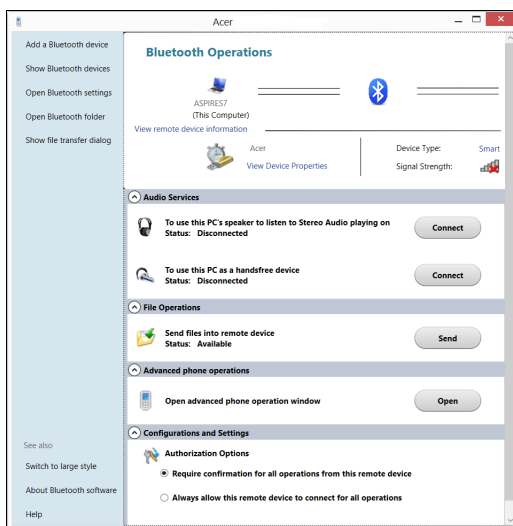 Acer
Add a Bluetooth device
Show Bluetooth devices
Open Bluetooth settings
Open Bluetooth folder
Show file transfer dialog
See also
Switch to large style
About Bluetooth software
Help
Bluetooth Operations
ASPIRES7
(This Computer)
View remote device information
Acer
View Device Properties
Device Type: Smart
Signal Strength:
Audio Services
To use this PC's speaker to listen to Stereo Audio playing on
Status: Disconnected
Connect
To use this PC as a handsfree device
Status: Disconnected
Connect
File Operations
Send files into remote device
Status: Available
Send
Advanced phone operations
Open advanced phone operation window
Open
Configurations and Settings
Authorization Options
Require confirmation for all operations from this remote device
Always allow this remote device to connect for all operations